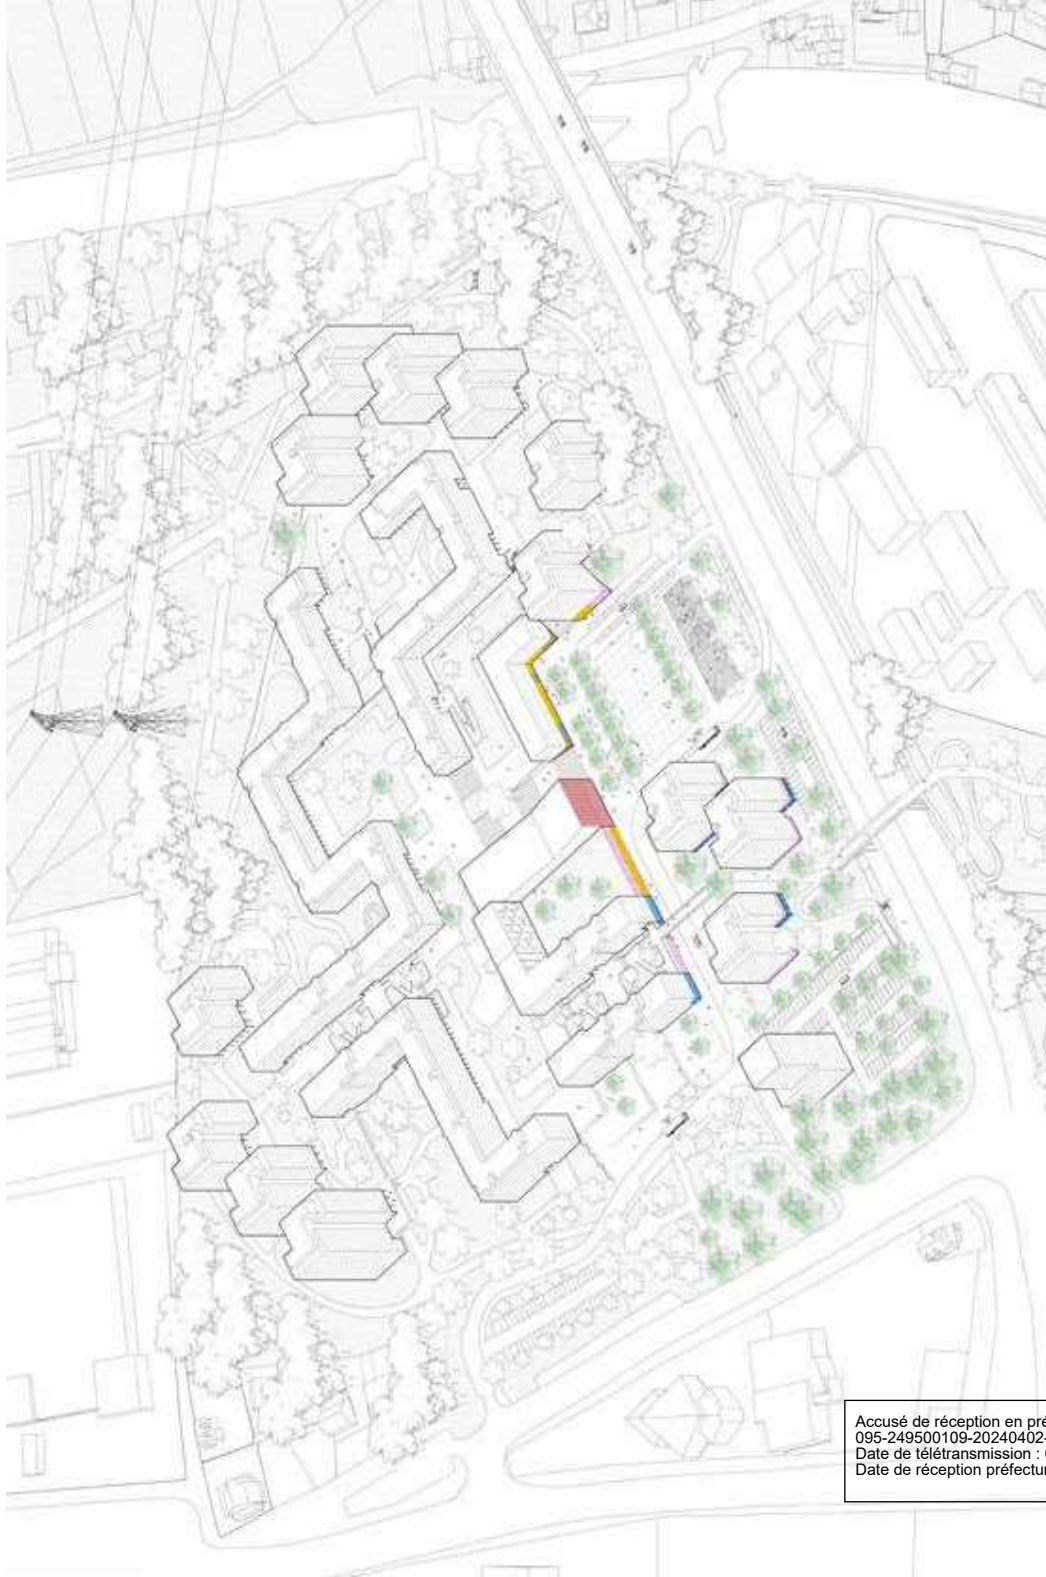 Accusé de réception en pré
095-249500109-20240402-
Date de télétransmission :
Date de réception préfectur